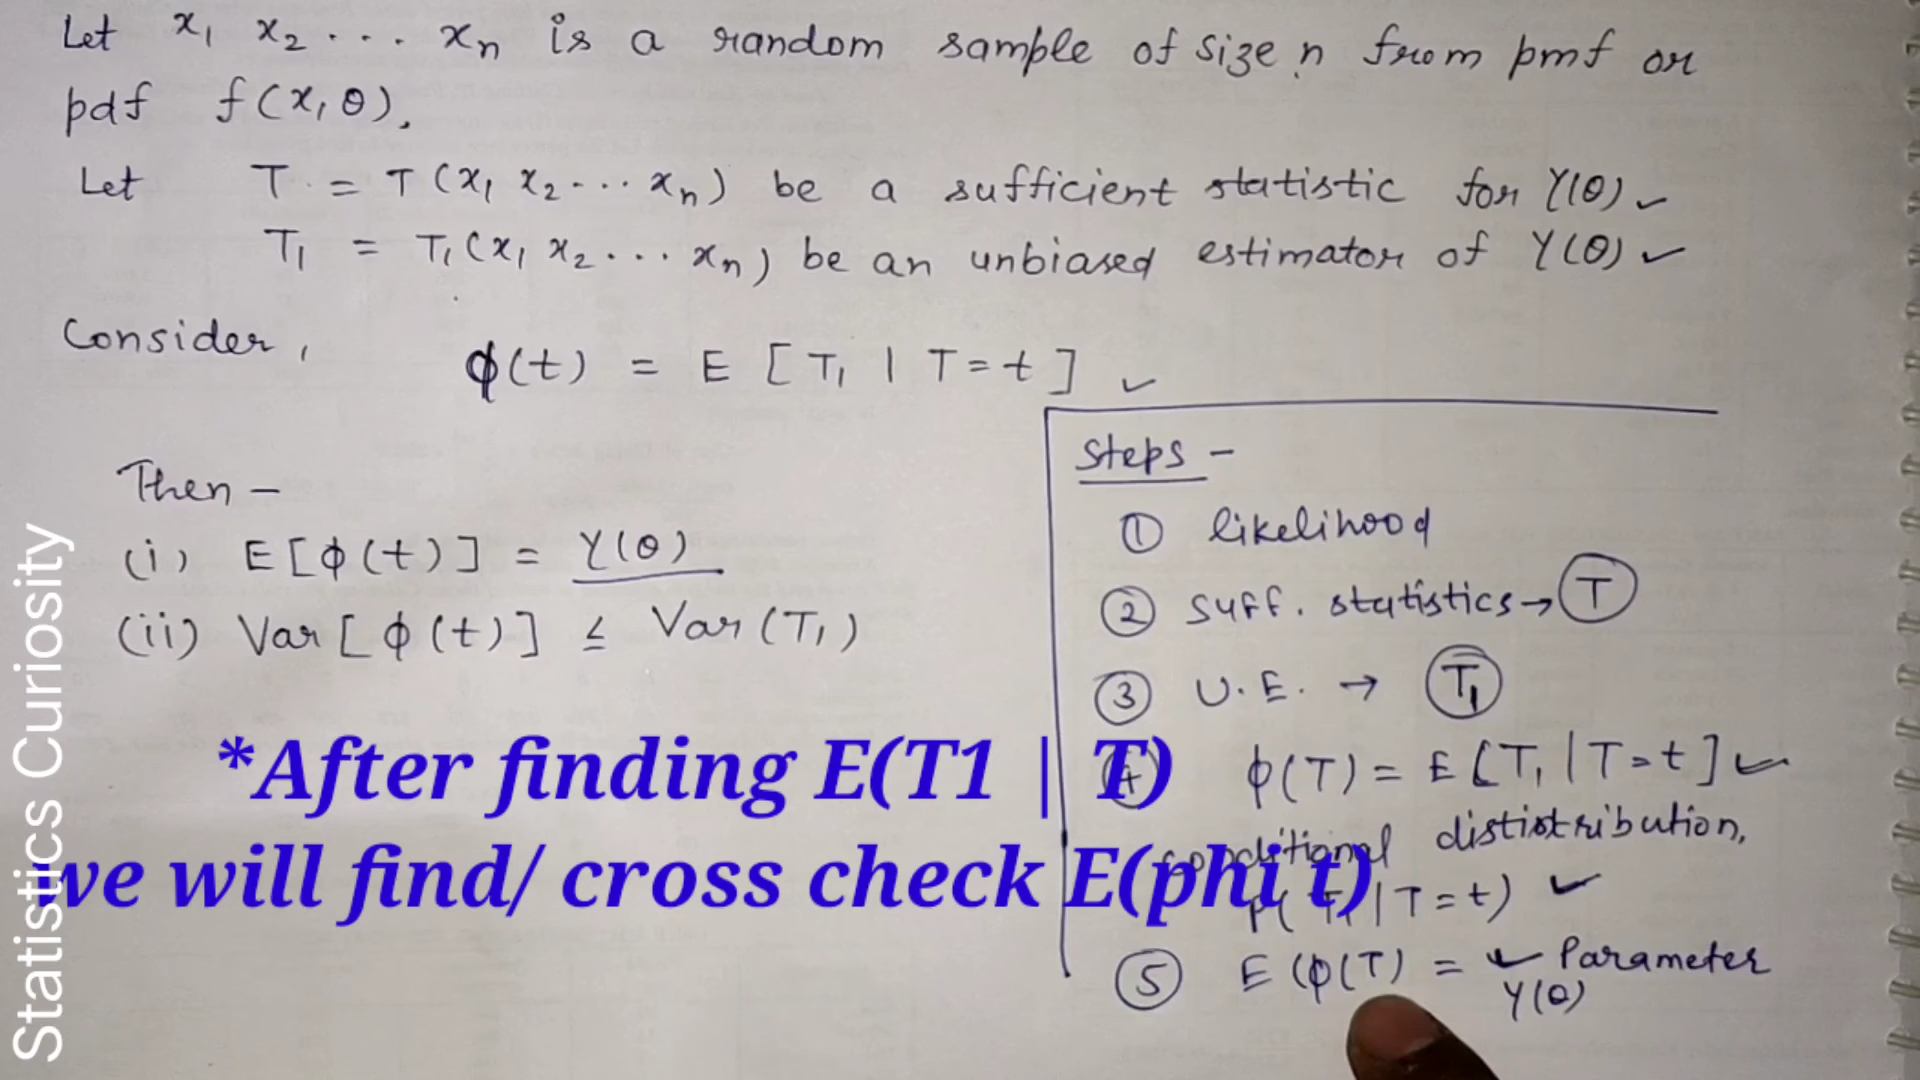 Let x₁ x₂ . . . xₙ is a random sample of size n from pmf or
pdf f(x, θ).
Let T = T(x₁ x₂ ... xₙ) be a sufficient statistic for γ(θ) ✓
T₁ = T₁(x₁ x₂ ... xₙ) be an unbiased estimator of γ(θ) ✓
Consider, ϕ(t) = E [T₁ | T=t] ✓
Then –
(i) E[ϕ(t)] = γ(θ)
(ii) Var[ϕ(t)] ≤ Var(T₁)
Steps –
① likelihood
② suff. statistics → T
③ U.E. → T₁
④ ϕ(T) = E[T₁ | T=t] ✓
conditional dististribution,
P(T₁ | T=t) ✓
⑤ E(ϕ(T) = ✓ Parameter
γ(θ)
*After finding E(T1 | T)
we will find/ cross check E(phi t)
Statistics Curiosity